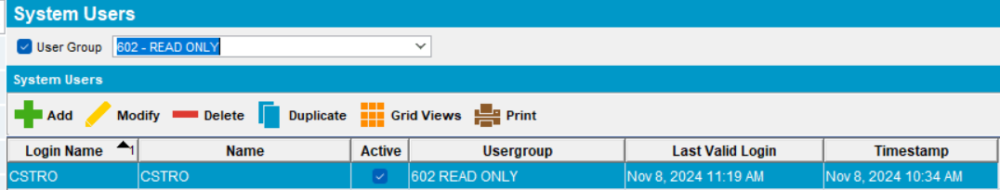 System Users
User Group 602 - READ ONLY
System Users
Add Modify Delete Duplicate Grid Views Print
Login Name 1 Name Active Usergroup Last Valid Login Timestamp
CSTRO CSTRO 602 READ ONLY Nov 8, 2024 11:19 AM Nov 8, 2024 10:34 AM